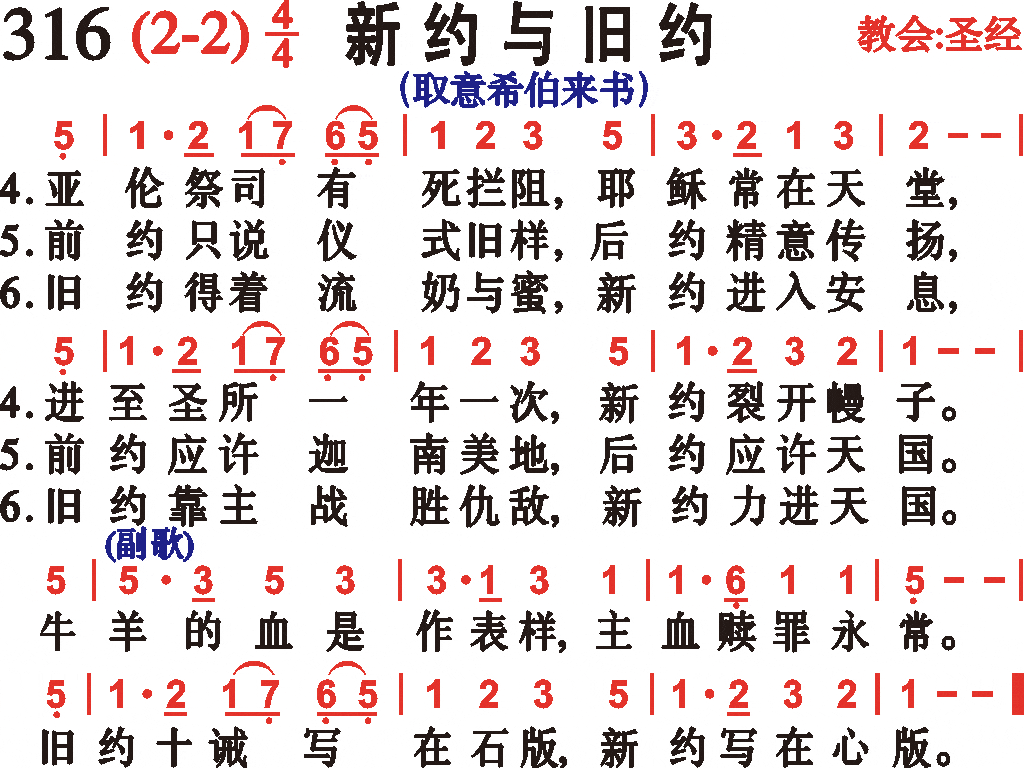 316 (2-2) 4/4 新约与旧约 教会:圣经
(取意希伯来书)
5 | 1·2 1 7 6 5 | 1 2 3 5 | 3·2 1 3 | 2 - - |
4.亚伦祭司有死拦阻,耶稣常在天堂,
5.前约只说仪式旧样,后约精意传扬,
6.旧约得着流奶与蜜,新约进入安息,
5 | 1·2 1 7 6 5 | 1 2 3 5 | 1·2 3 2 | 1 - - |
4.进至圣所一年一次,新约裂开幔子。
5.前约应许迦南美地,后约应许天国。
6.旧约靠主战胜仇敌,新约力进天国。
(副歌)
5 | 5·3 5 3 | 3·1 3 1 | 1·6 1 1 | 5 - - |
牛羊的血是作表样,主血赎罪永常。
5 | 1·2 1 7 6 5 | 1 2 3 5 | 1·2 3 2 | 1 - - |
旧约十诫写在石版,新约写在心版。